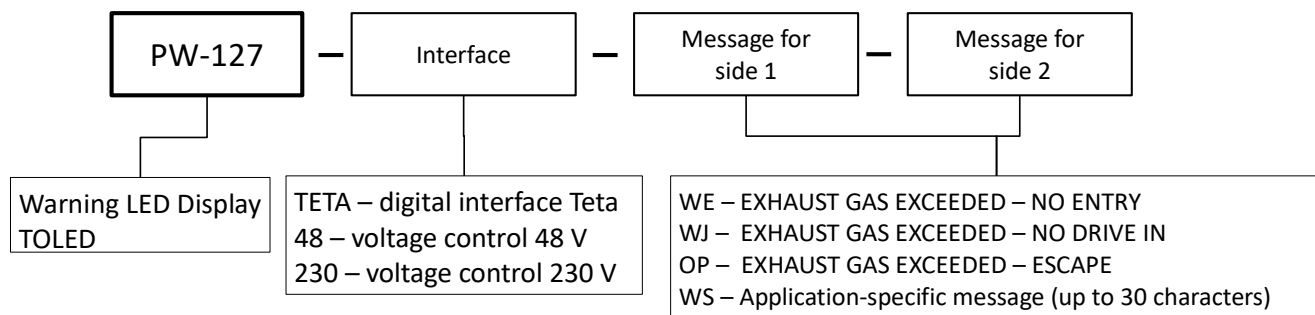 PW-127
Interface
Message for
side 1
Message for
side 2
Warning LED Display
TOLED
TETA – digital interface Teta
48 – voltage control 48 V
230 – voltage control 230 V
WE – EXHAUST GAS EXCEEDED – NO ENTRY
WJ – EXHAUST GAS EXCEEDED – NO DRIVE IN
OP – EXHAUST GAS EXCEEDED – ESCAPE
WS – Application-specific message (up to 30 characters)